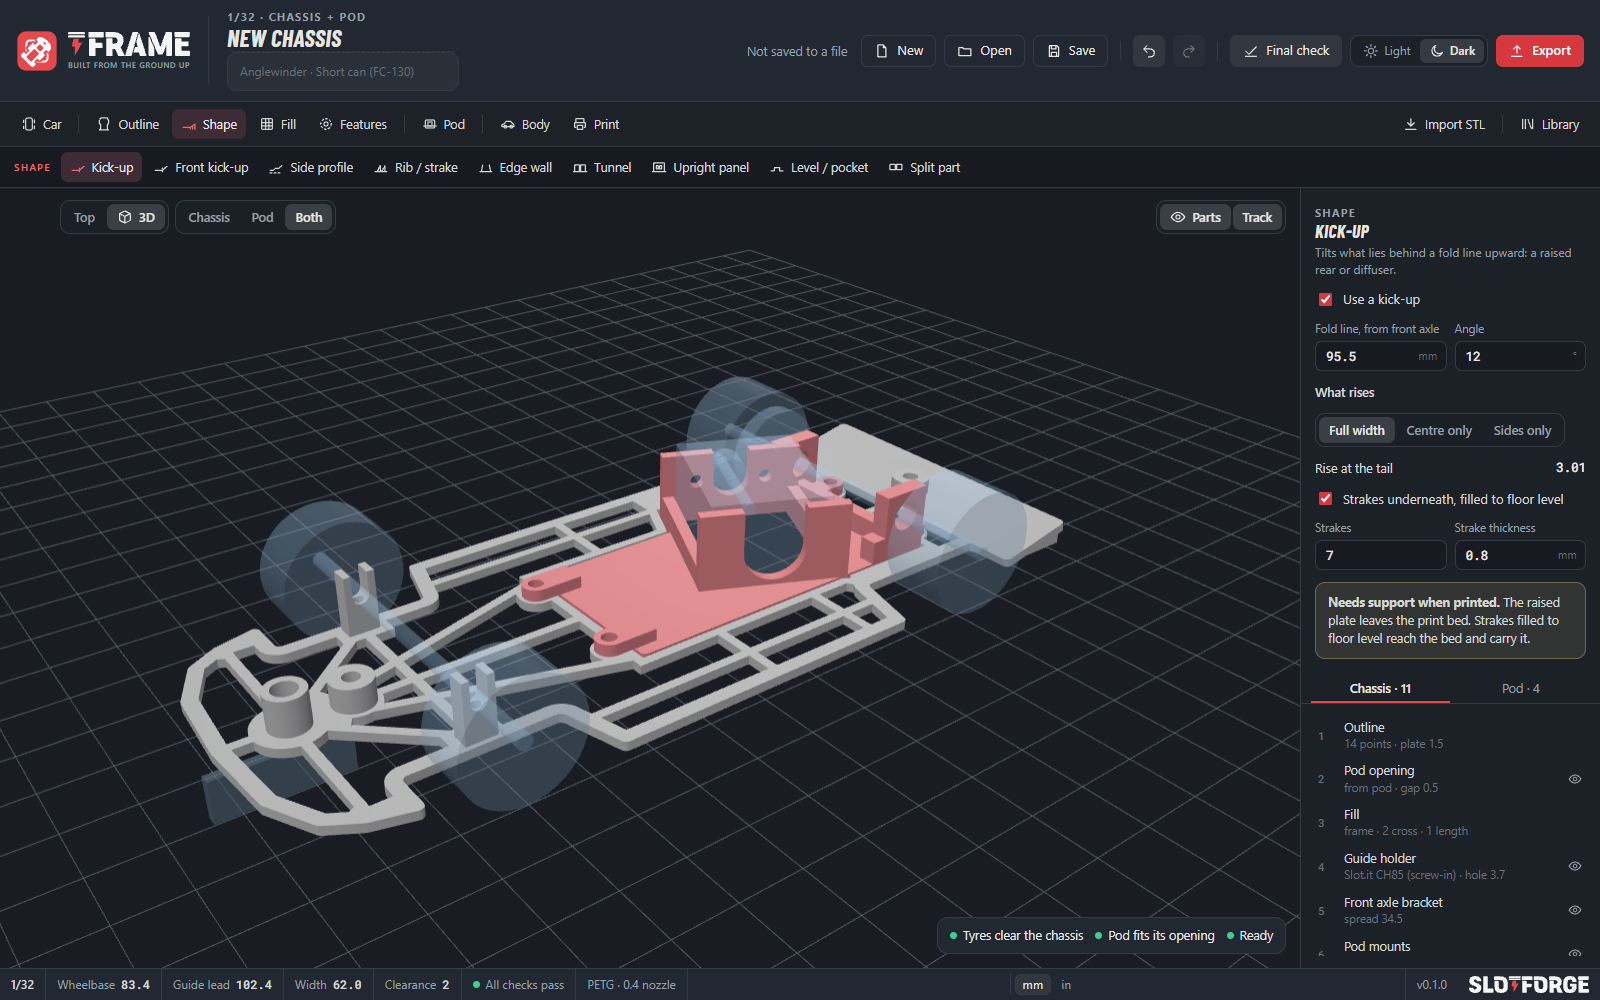 FRAME
BUILT FROM THE GROUND UP
1/32 · CHASSIS + POD
NEW CHASSIS
Anglewinder · Short can (FC-130)
Not saved to a file
New
Open
Save
Final check
Light
Dark
Export
Car
Outline
Shape
Fill
Features
Pod
Body
Print
Import STL
Library
SHAPE
Kick-up
Front kick-up
Side profile
Rib / strake
Edge wall
Tunnel
Upright panel
Level / pocket
Split part
Top
3D
Chassis
Pod
Both
Parts
Track
SHAPE
KICK-UP
Tilts what lies behind a fold line upward: a raised
rear or diffuser.
Use a kick-up
Fold line, from front axle
Angle
95.5 mm
12 °
What rises
Full width
Centre only
Sides only
Rise at the tail 3.01
Strakes underneath, filled to floor level
Strakes
Strake thickness
7
0.8 mm
Needs support when printed. The raised
plate leaves the print bed. Strakes filled to
floor level reach the bed and carry it.
Chassis · 11
Pod · 4
1 Outline
14 points · plate 1.5
2 Pod opening
from pod · gap 0.5
3 Fill
frame · 2 cross · 1 length
4 Guide holder
Slot.it CH85 (screw-in) · hole 3.7
5 Front axle bracket
spread 34.5
6 Pod mounts
Tyres clear the chassis
Pod fits its opening
Ready
1/32
Wheelbase 83.4
Guide lead 102.4
Width 62.0
Clearance 2
All checks pass
PETG · 0.4 nozzle
mm
in
v0.1.0
SLOTFORGE